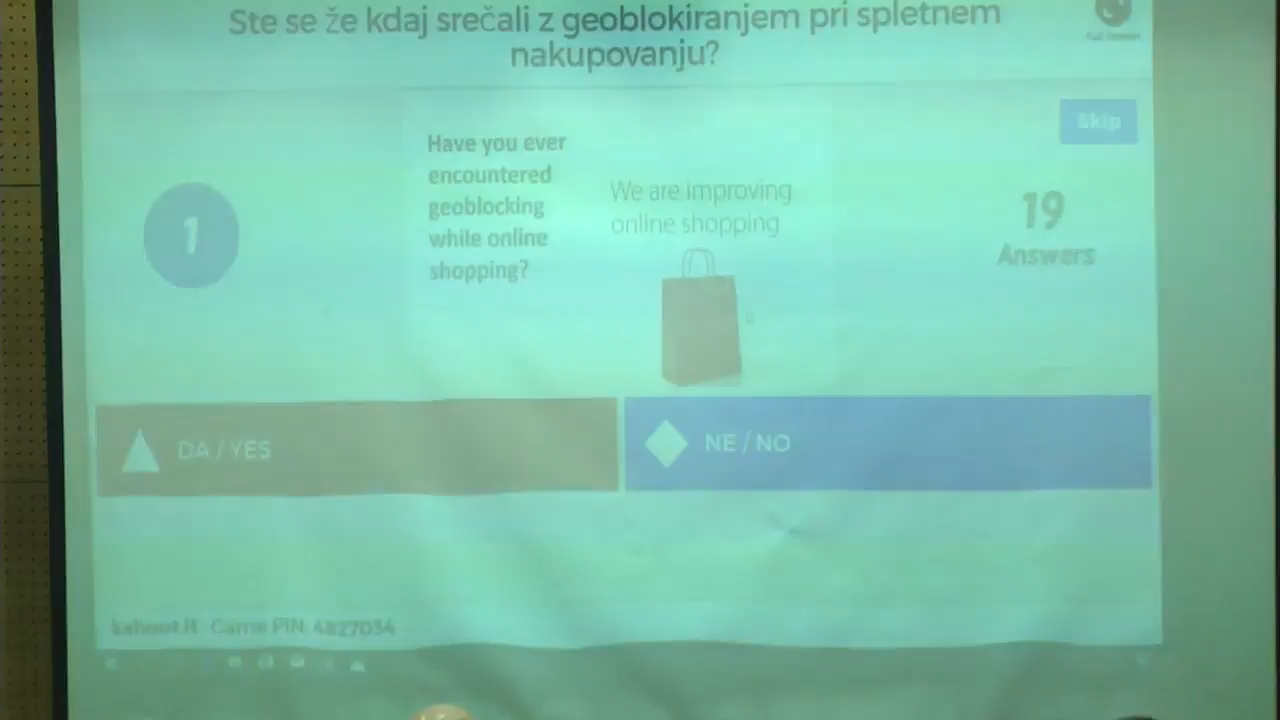 Ste se že kdaj srečali z geoblokiranjem pri spletnem
nakupovanju?
Skip
Have you ever
encountered
geoblocking
while online
shopping?
We are improving
online shopping
1
19
Answers
DA / YES
NE / NO
kahoot.it Game PIN: 4827034